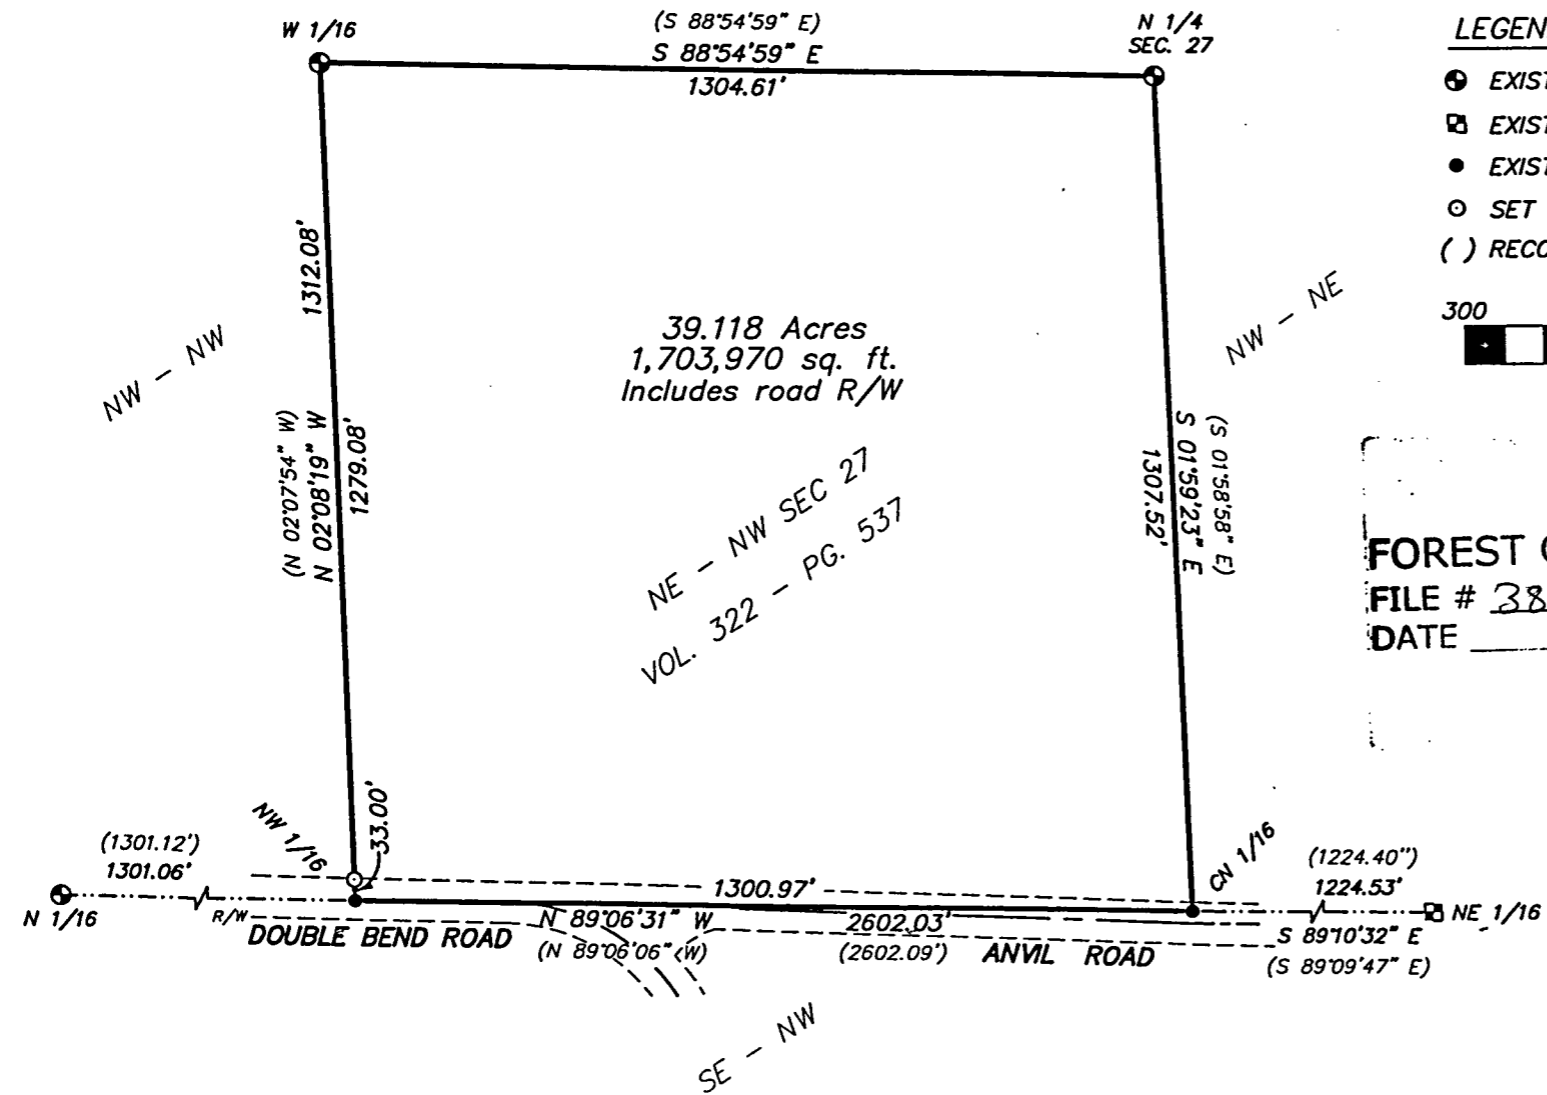 (S 88°54'59" E)
W 1/16
S 88°54'59" E
N 1/4
SEC. 27
1304.61'
LEGEN
EXIST
EXIST
EXIST
SET
( ) RECO
300
1312.08'
39.118 Acres
1,703,970 sq. ft.
Includes road R/W
NW - NW
NW - NE
(N 02°07'54" W)
N 02°08'19" W
1279.08'
1307.52'
S 01°59'23" E
(S 01°58'58" E)
NE - NW SEC 27
VOL. 322 - PG. 537
FOREST
FILE # 38
DATE
33.00'
NW 1/16
CN 1/16
(1301.12')
1301.06'
(1224.40")
1224.53'
1300.97'
N 1/16
R/W
N 89°06'31" W
2602.03'
NE 1/16
DOUBLE BEND ROAD
(N 89°06'06" W)
(2602.09')
ANVIL ROAD
S 89°10'32" E
(S 89°09'47" E)
SE - NW